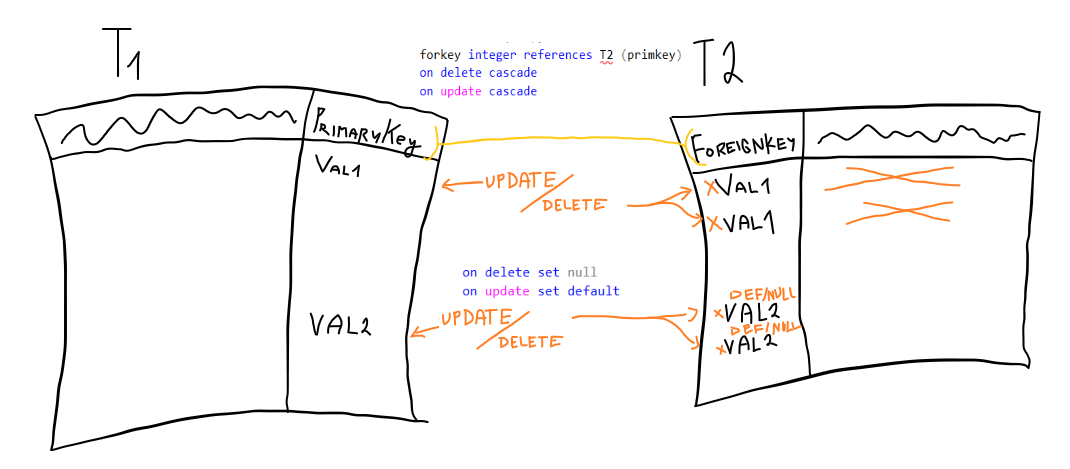 T1
forkey integer references T2 (primkey)
on delete cascade
on update cascade
T2
PRIMARYKEY
FOREIGNKEY
VAL1
UPDATE/
DELETE
XVAL1
XVAL1
on delete set null
on update set default
VAL2
UPDATE/
DELETE
DEF/NULL
xVAL2
DEF/NULL
xVAL2